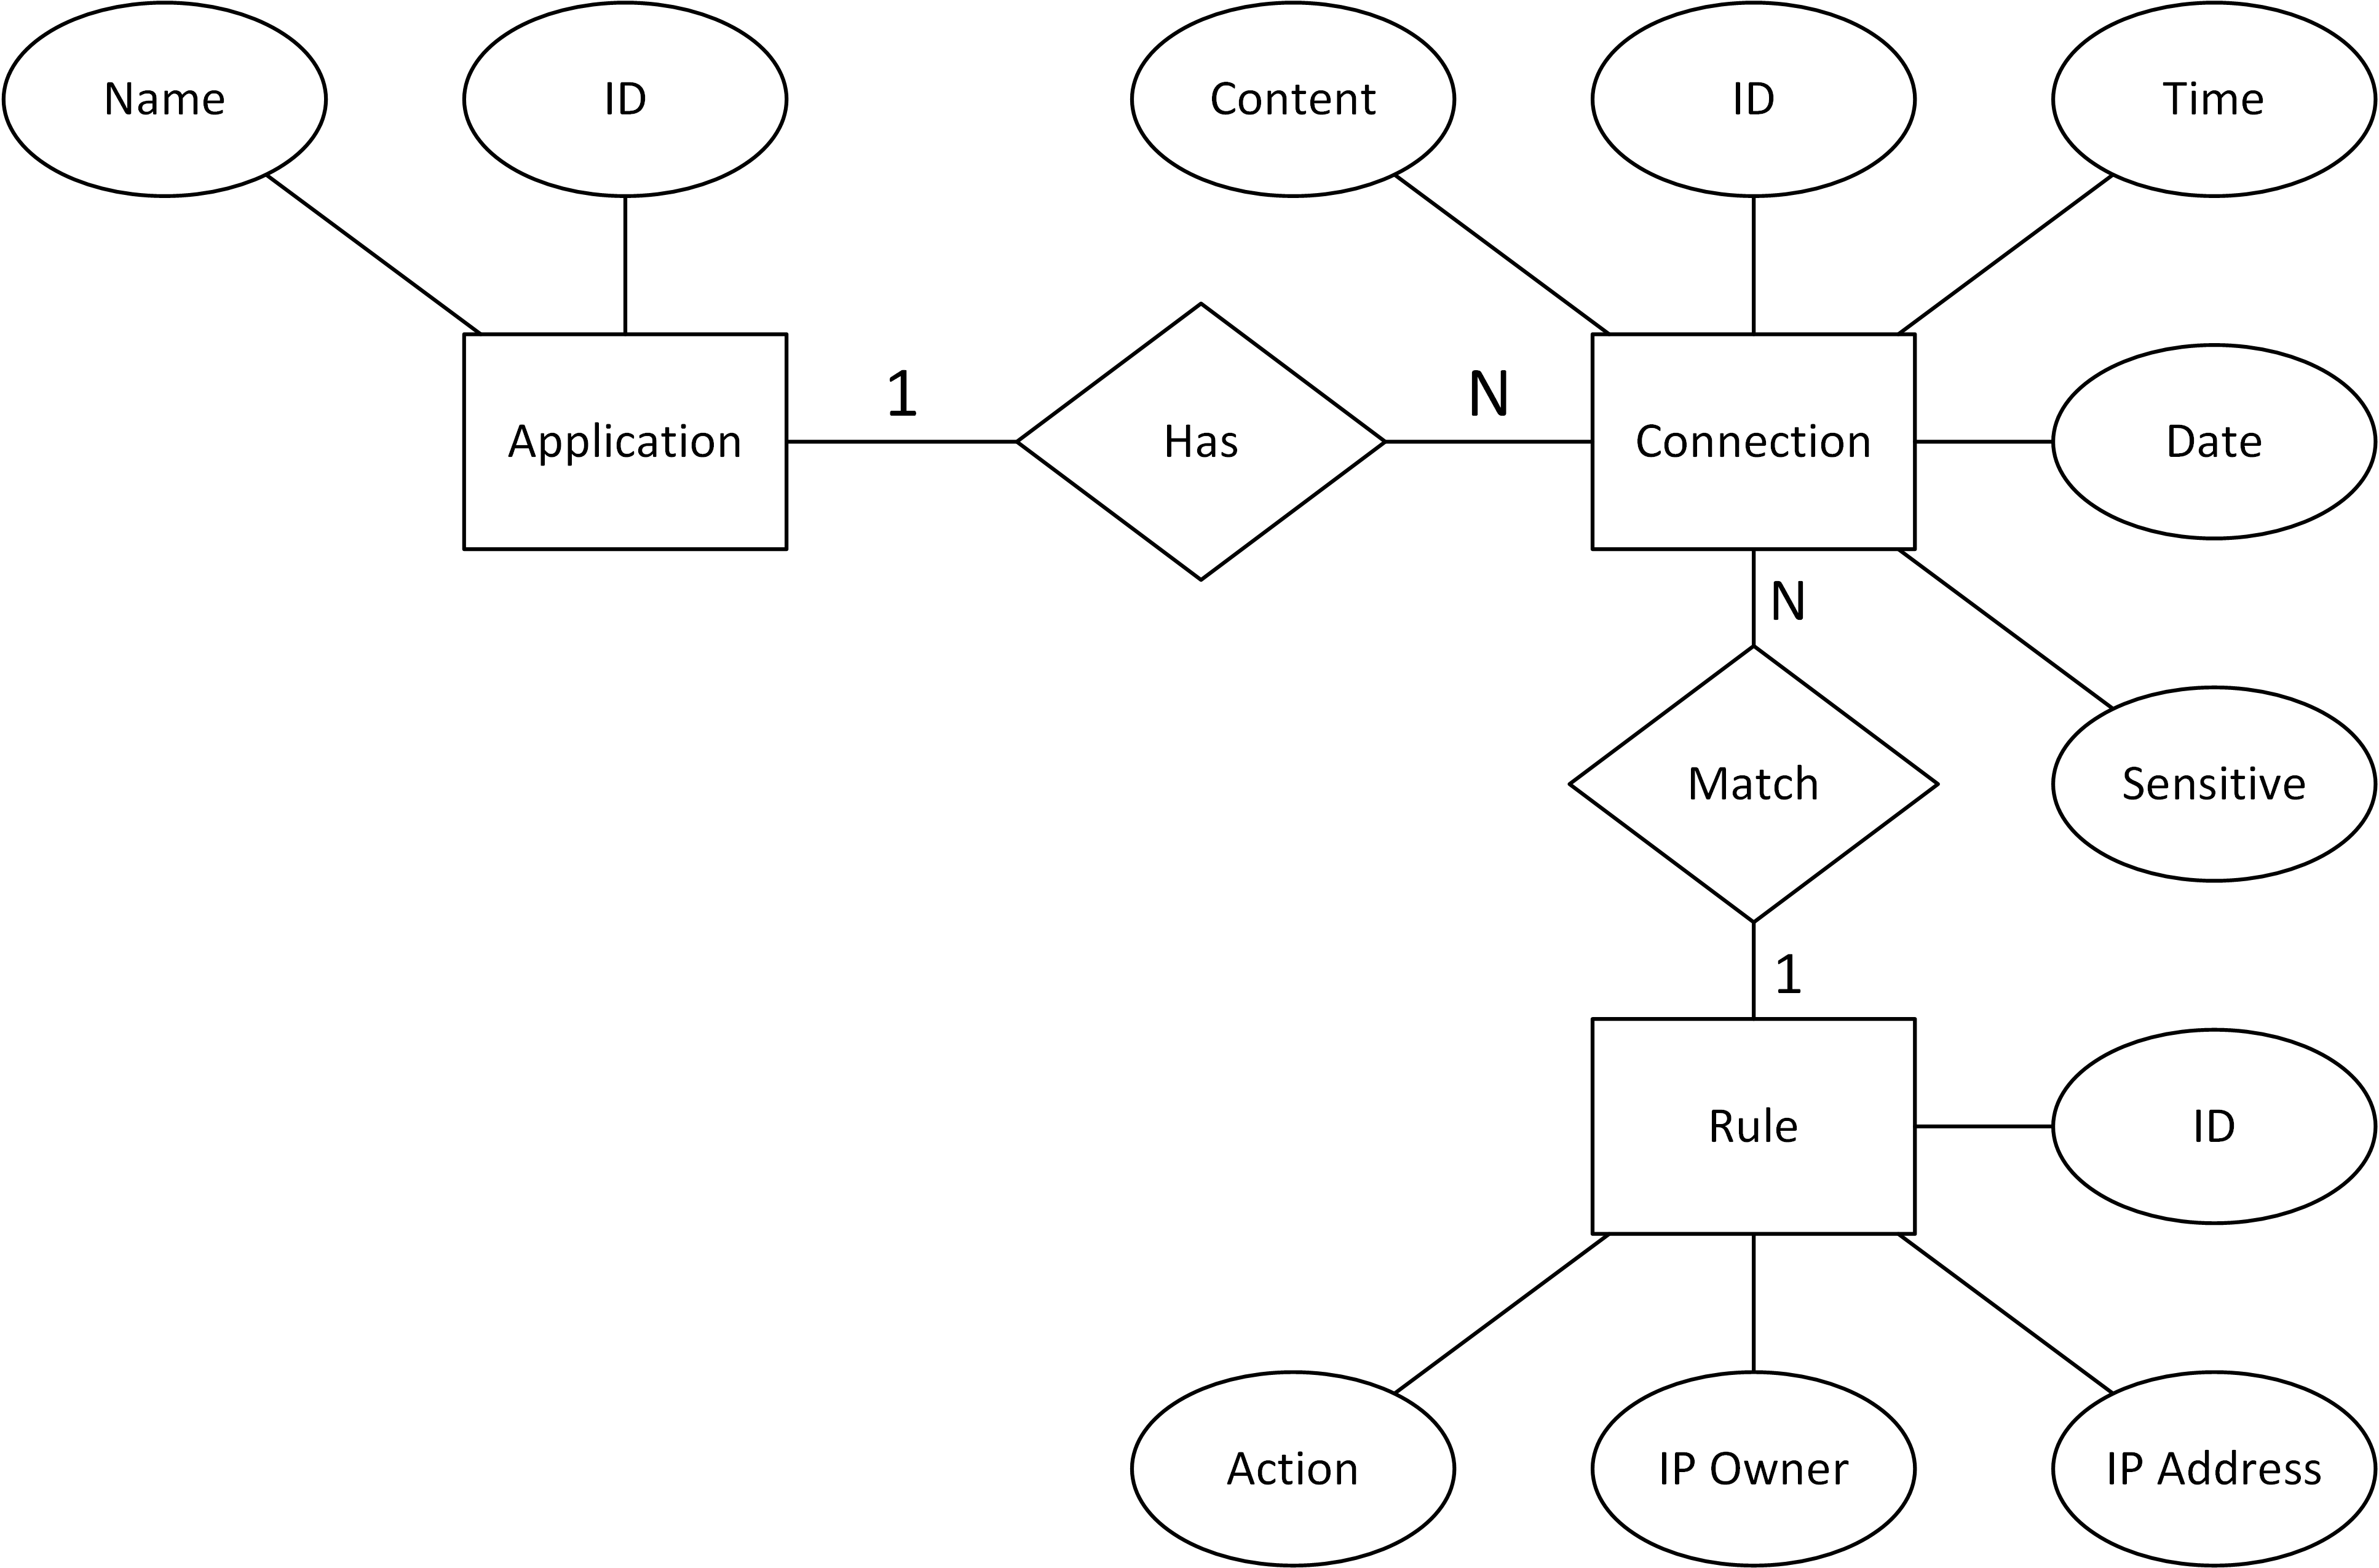 Name
ID
Content
ID
Time
Application
1
Has
N
Connection
Date
N
Match
Sensitive
1
Rule
ID
Action
IP Owner
IP Address